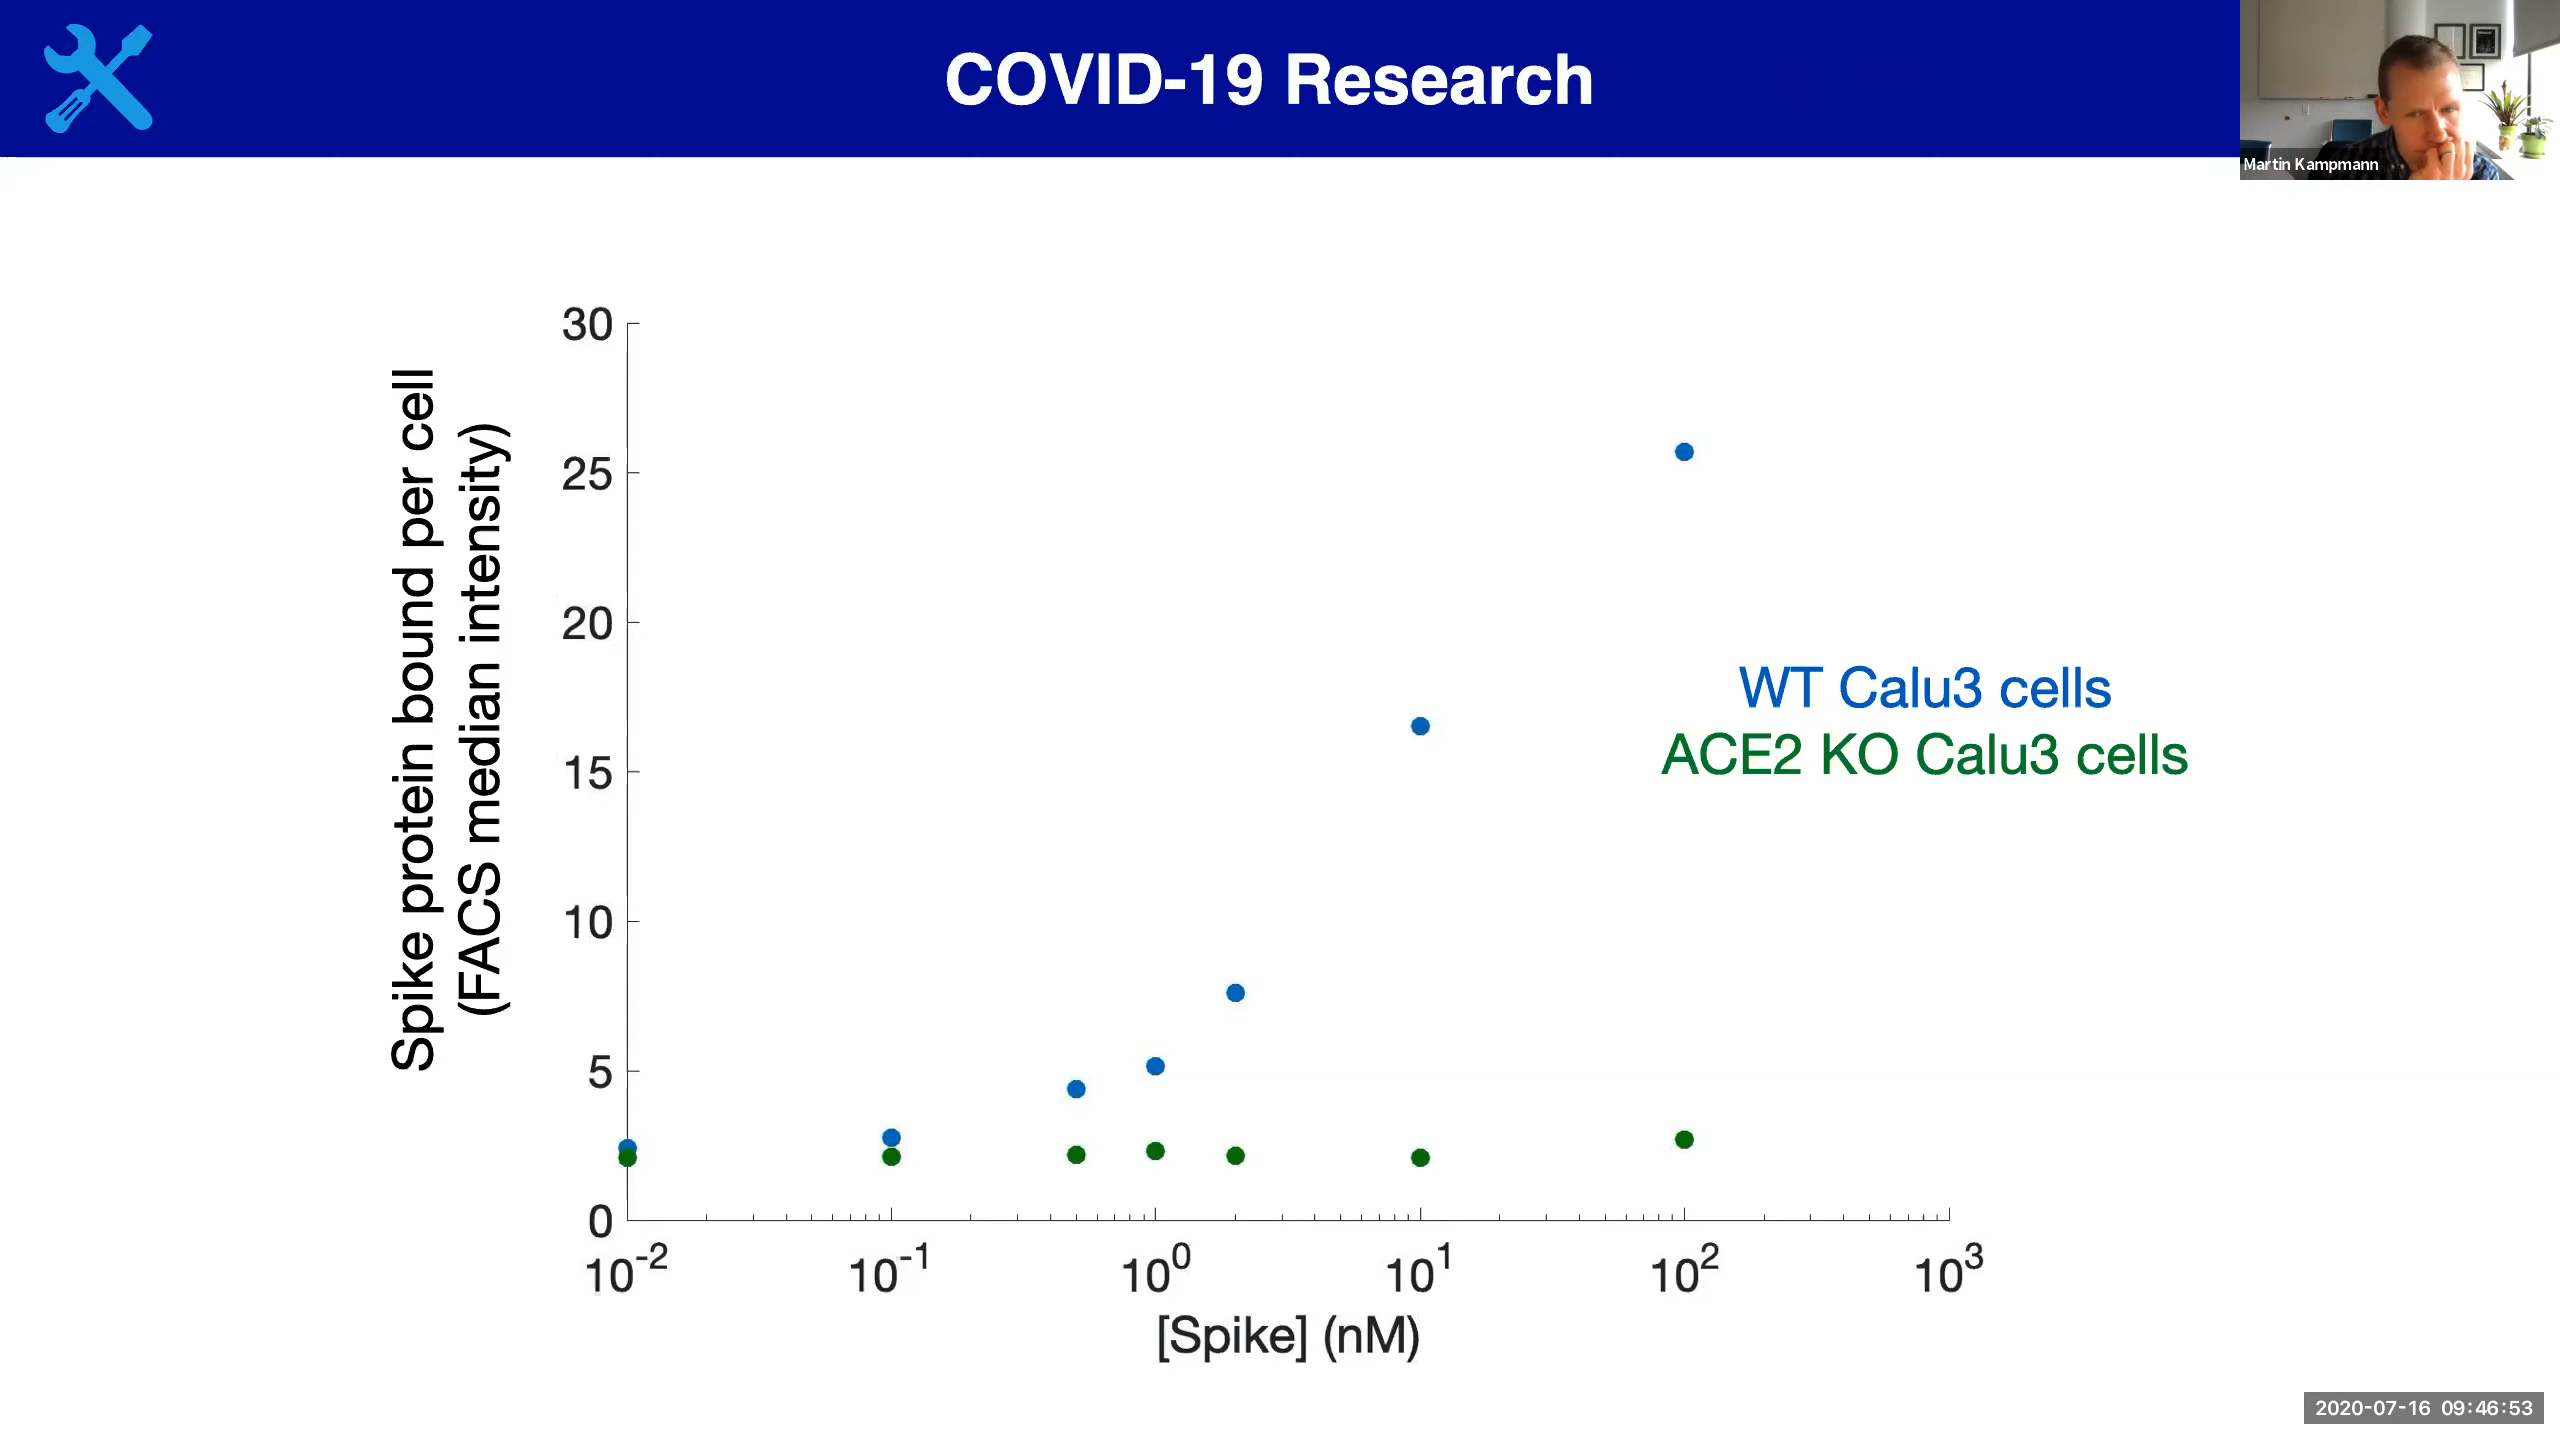 COVID-19 Research
Martin Kampmann
Spike protein bound per cell
(FACS median intensity)
30
25
20
15
10
5
0
WT Calu3 cells
ACE2 KO Calu3 cells
10⁻² 10⁻¹ 10⁰ 10¹ 10² 10³
[Spike] (nM)
2020-07-16 09:46:53